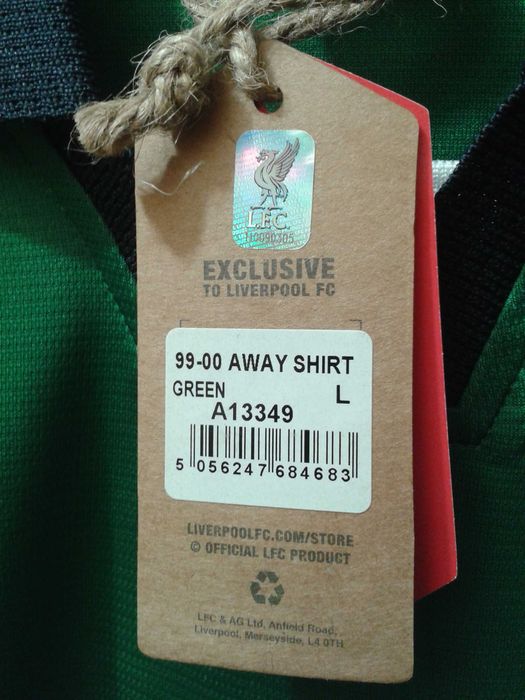 L.F.C.
110090305
EXCLUSIVE
TO LIVERPOOL FC
99-00 AWAY SHIRT
GREEN L
A13349
5 056247 684683
LIVERPOOLFC.COM/STORE
© OFFICIAL LFC PRODUCT
LFC & AG Ltd, Anfield Road,
Liverpool, Merseyside, L4 0TH